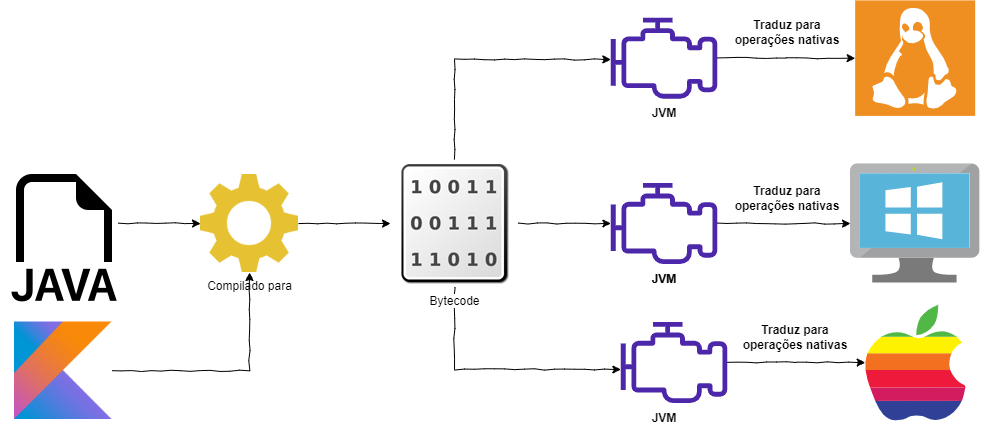 JAVA
Compilado para
1 0 0 1 1
0 0 1 1 1
1 1 0 1 0
Bytecode
JVM
Traduz para
operações nativas
JVM
Traduz para
operações nativas
JVM
Traduz para
operações nativas